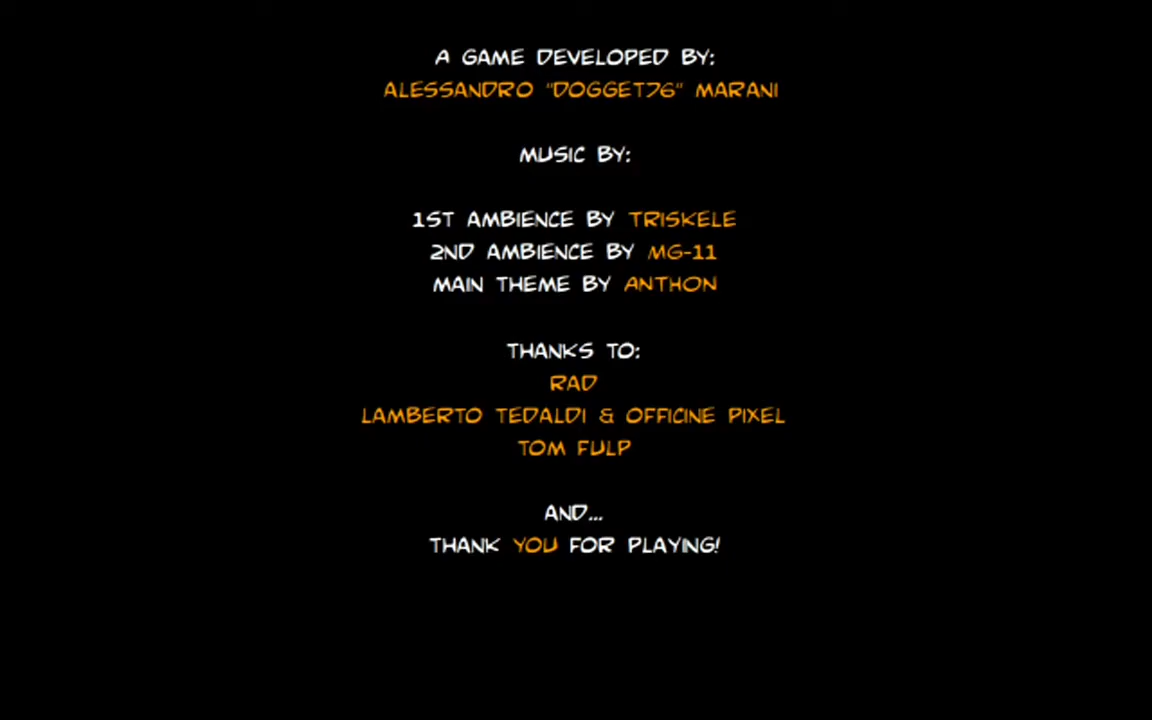 A GAME DEVELOPED BY:
ALESSANDRO "DOGGET76" MARANI
MUSIC BY:
1ST AMBIENCE BY TRISKELE
2ND AMBIENCE BY MG-11
MAIN THEME BY ANTHON
THANKS TO:
RAD
LAMBERTO TEDALDI & OFFICINE PIXEL
TOM FULP
AND...
THANK YOU FOR PLAYING!